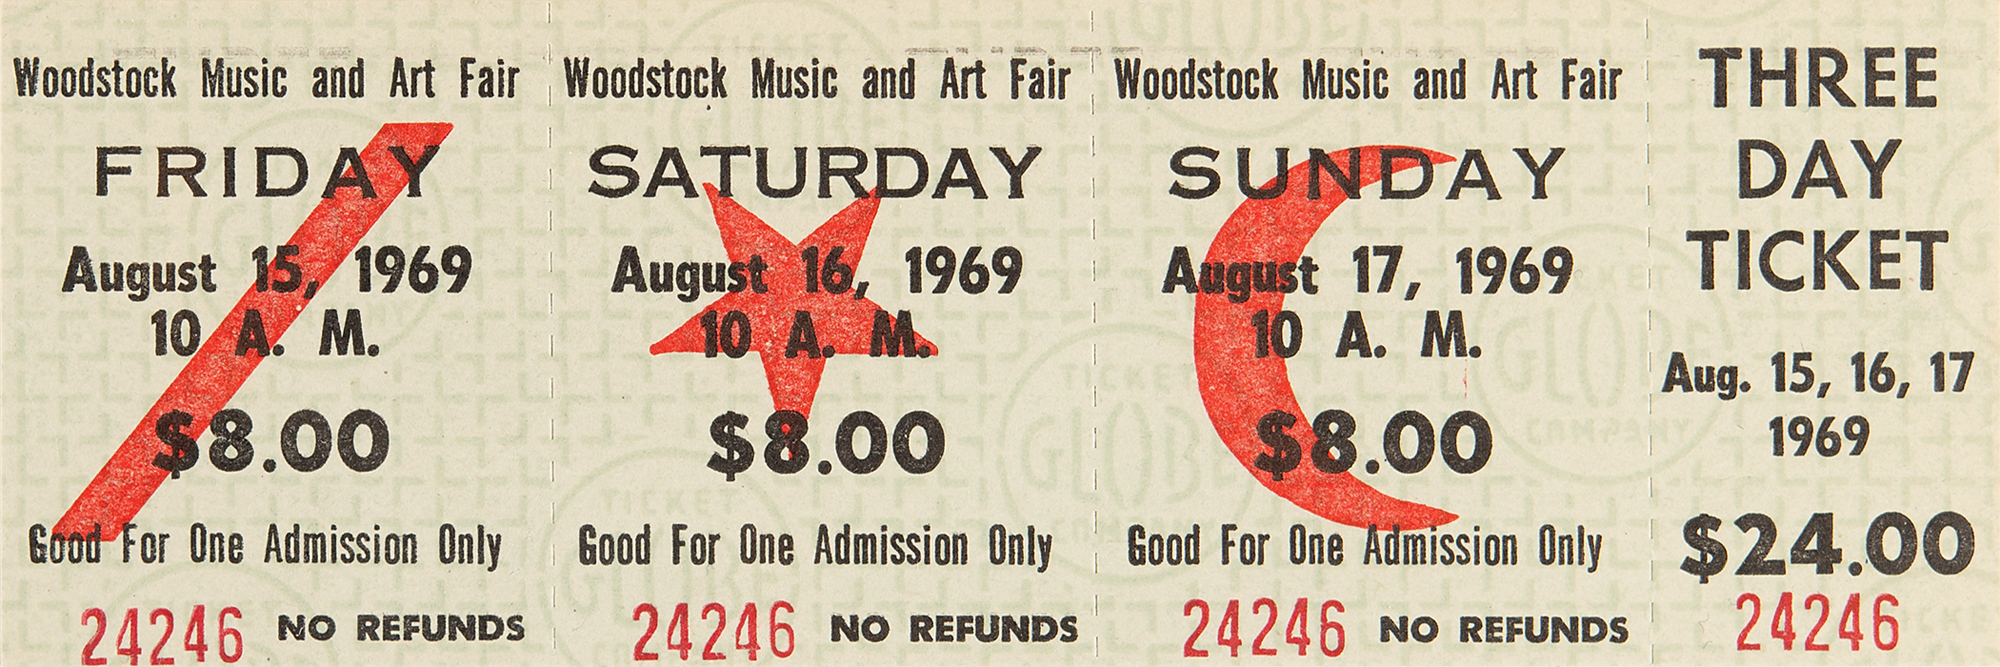 Woodstock Music and Art Fair
FRIDAY
August 15, 1969
10 A. M.
$8.00
Good For One Admission Only
24246 NO REFUNDS
Woodstock Music and Art Fair
SATURDAY
August 16, 1969
10 A. M.
$8.00
Good For One Admission Only
24246 NO REFUNDS
Woodstock Music and Art Fair
SUNDAY
August 17, 1969
10 A. M.
$8.00
Good For One Admission Only
24246 NO REFUNDS
THREE
DAY
TICKET
Aug. 15, 16, 17
1969
$24.00
24246
TICKET
GLOBE
COMPANY